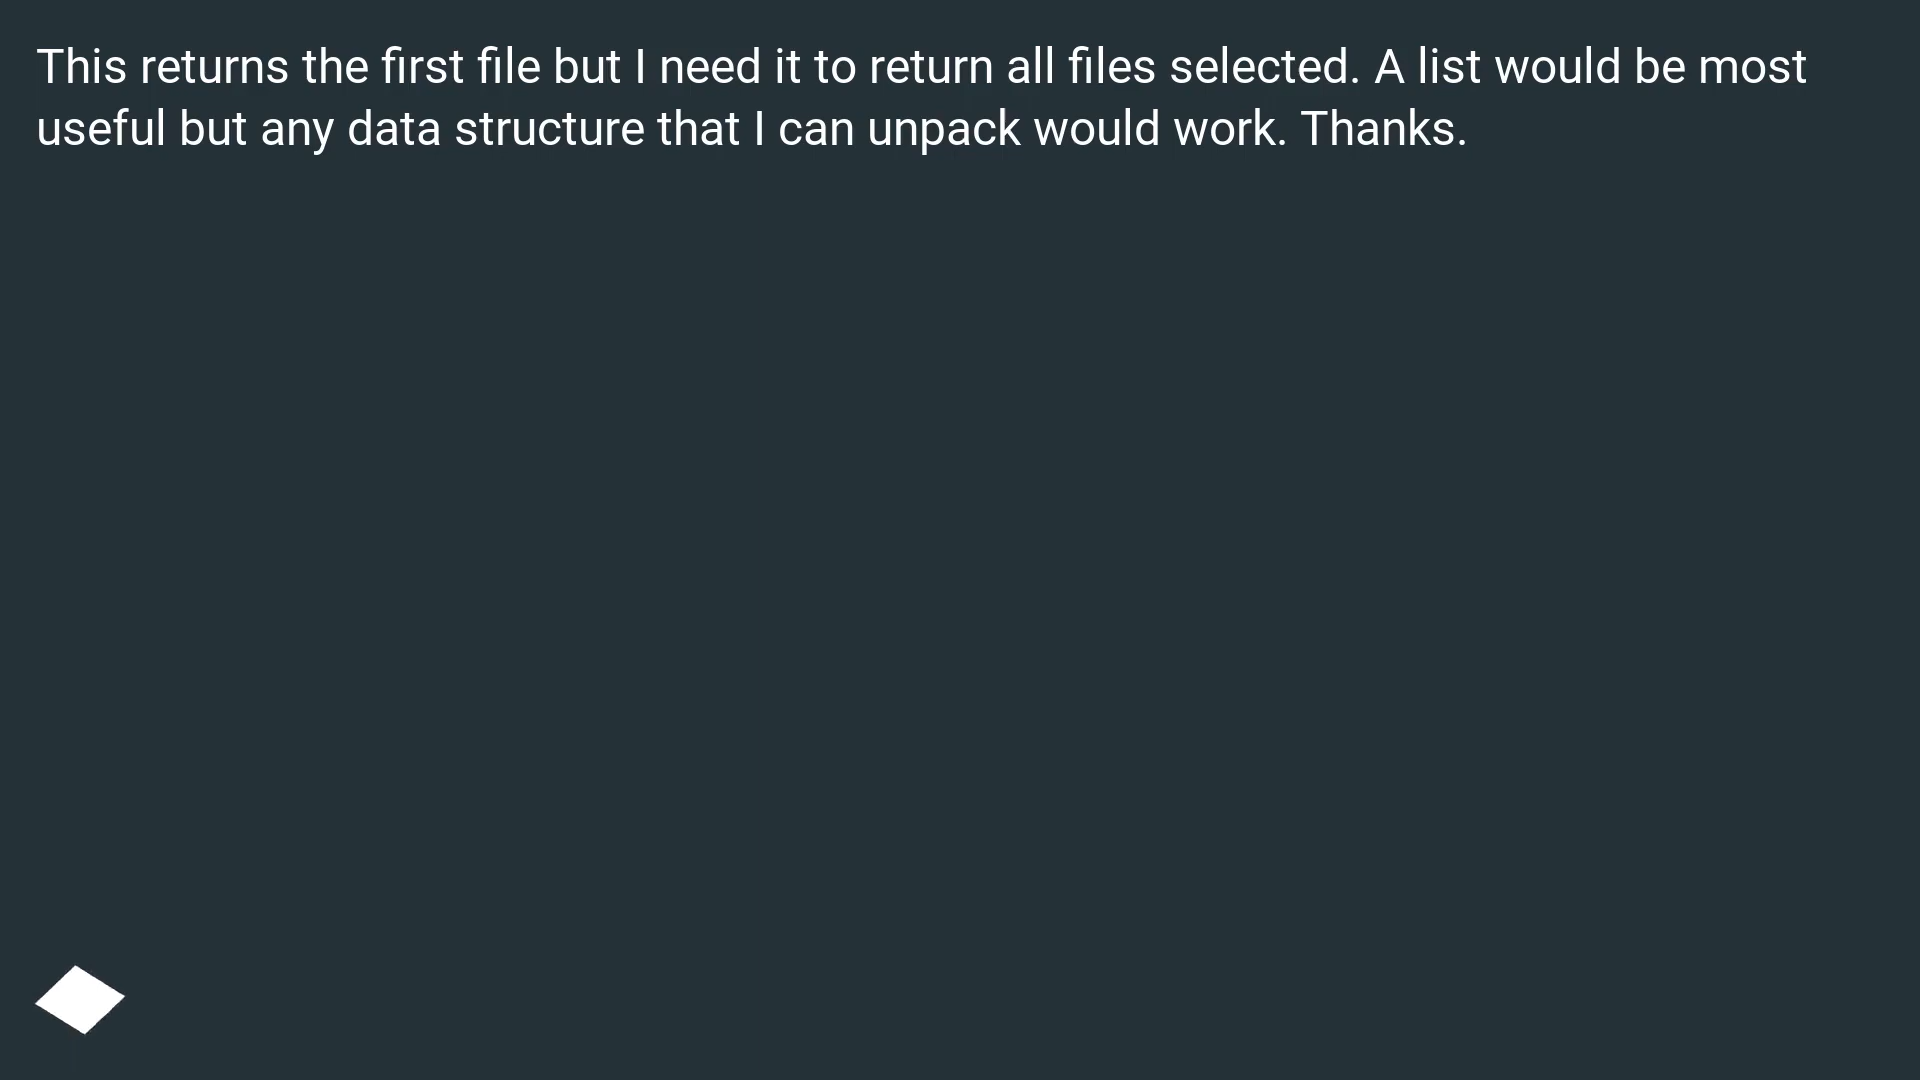 This returns the first file but I need it to return all files selected. A list would be most
useful but any data structure that I can unpack would work. Thanks.